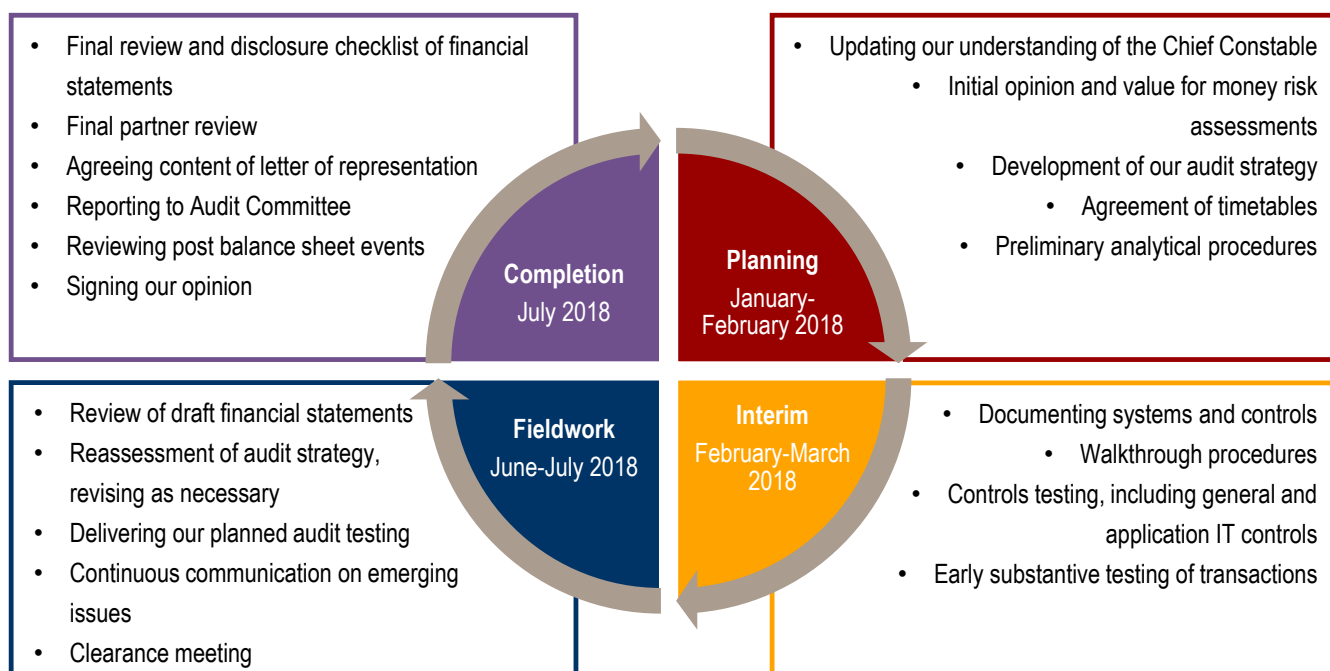 • Final review and disclosure checklist of financial
statements
• Final partner review
• Agreeing content of letter of representation
• Reporting to Audit Committee
• Reviewing post balance sheet events
• Signing our opinion
Completion
July 2018
• Updating our understanding of the Chief Constable
• Initial opinion and value for money risk
assessments
• Development of our audit strategy
• Agreement of timetables
• Preliminary analytical procedures
Planning
January-
February 2018
• Review of draft financial statements
• Reassessment of audit strategy,
revising as necessary
• Delivering our planned audit testing
• Continuous communication on emerging
issues
• Clearance meeting
Fieldwork
June-July 2018
Interim
February-March
2018
• Documenting systems and controls
• Walkthrough procedures
• Controls testing, including general and
application IT controls
• Early substantive testing of transactions